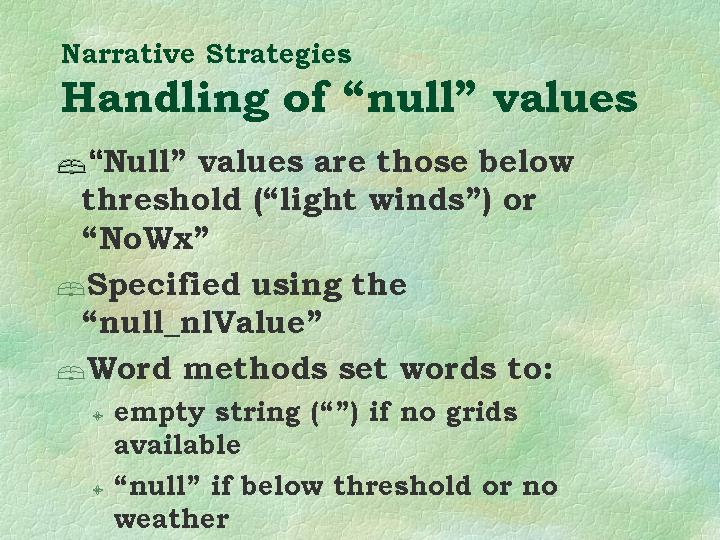 Narrative Strategies
Handling of “null” values
“Null” values are those below
threshold (“light winds”) or
“NoWx”
Specified using the
“null_nlValue”
Word methods set words to:
empty string (“”) if no grids
available
“null” if below threshold or no
weather